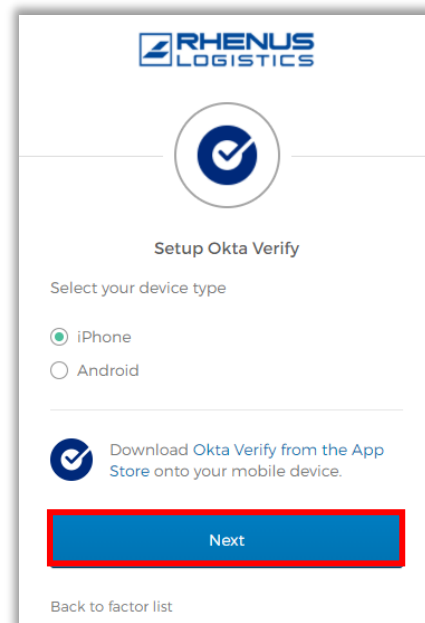 RHENUS
LOGISTICS
Setup Okta Verify
Select your device type
iPhone
Android
Download Okta Verify from the App
Store onto your mobile device.
Next
Back to factor list